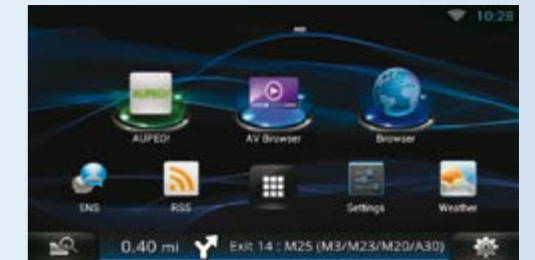 10:28
AUPEO!
AUPEO! AV Browser Browser
SNS RSS Settings Weather
0.40 mi Exit 14 : M25 (M3/M23/M20/A30)